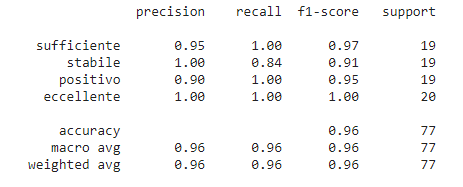 precision recall f1-score support
sufficiente 0.95 1.00 0.97 19
stabile 1.00 0.84 0.91 19
positivo 0.90 1.00 0.95 19
eccellente 1.00 1.00 1.00 20
accuracy 0.96 77
macro avg 0.96 0.96 0.96 77
weighted avg 0.96 0.96 0.96 77